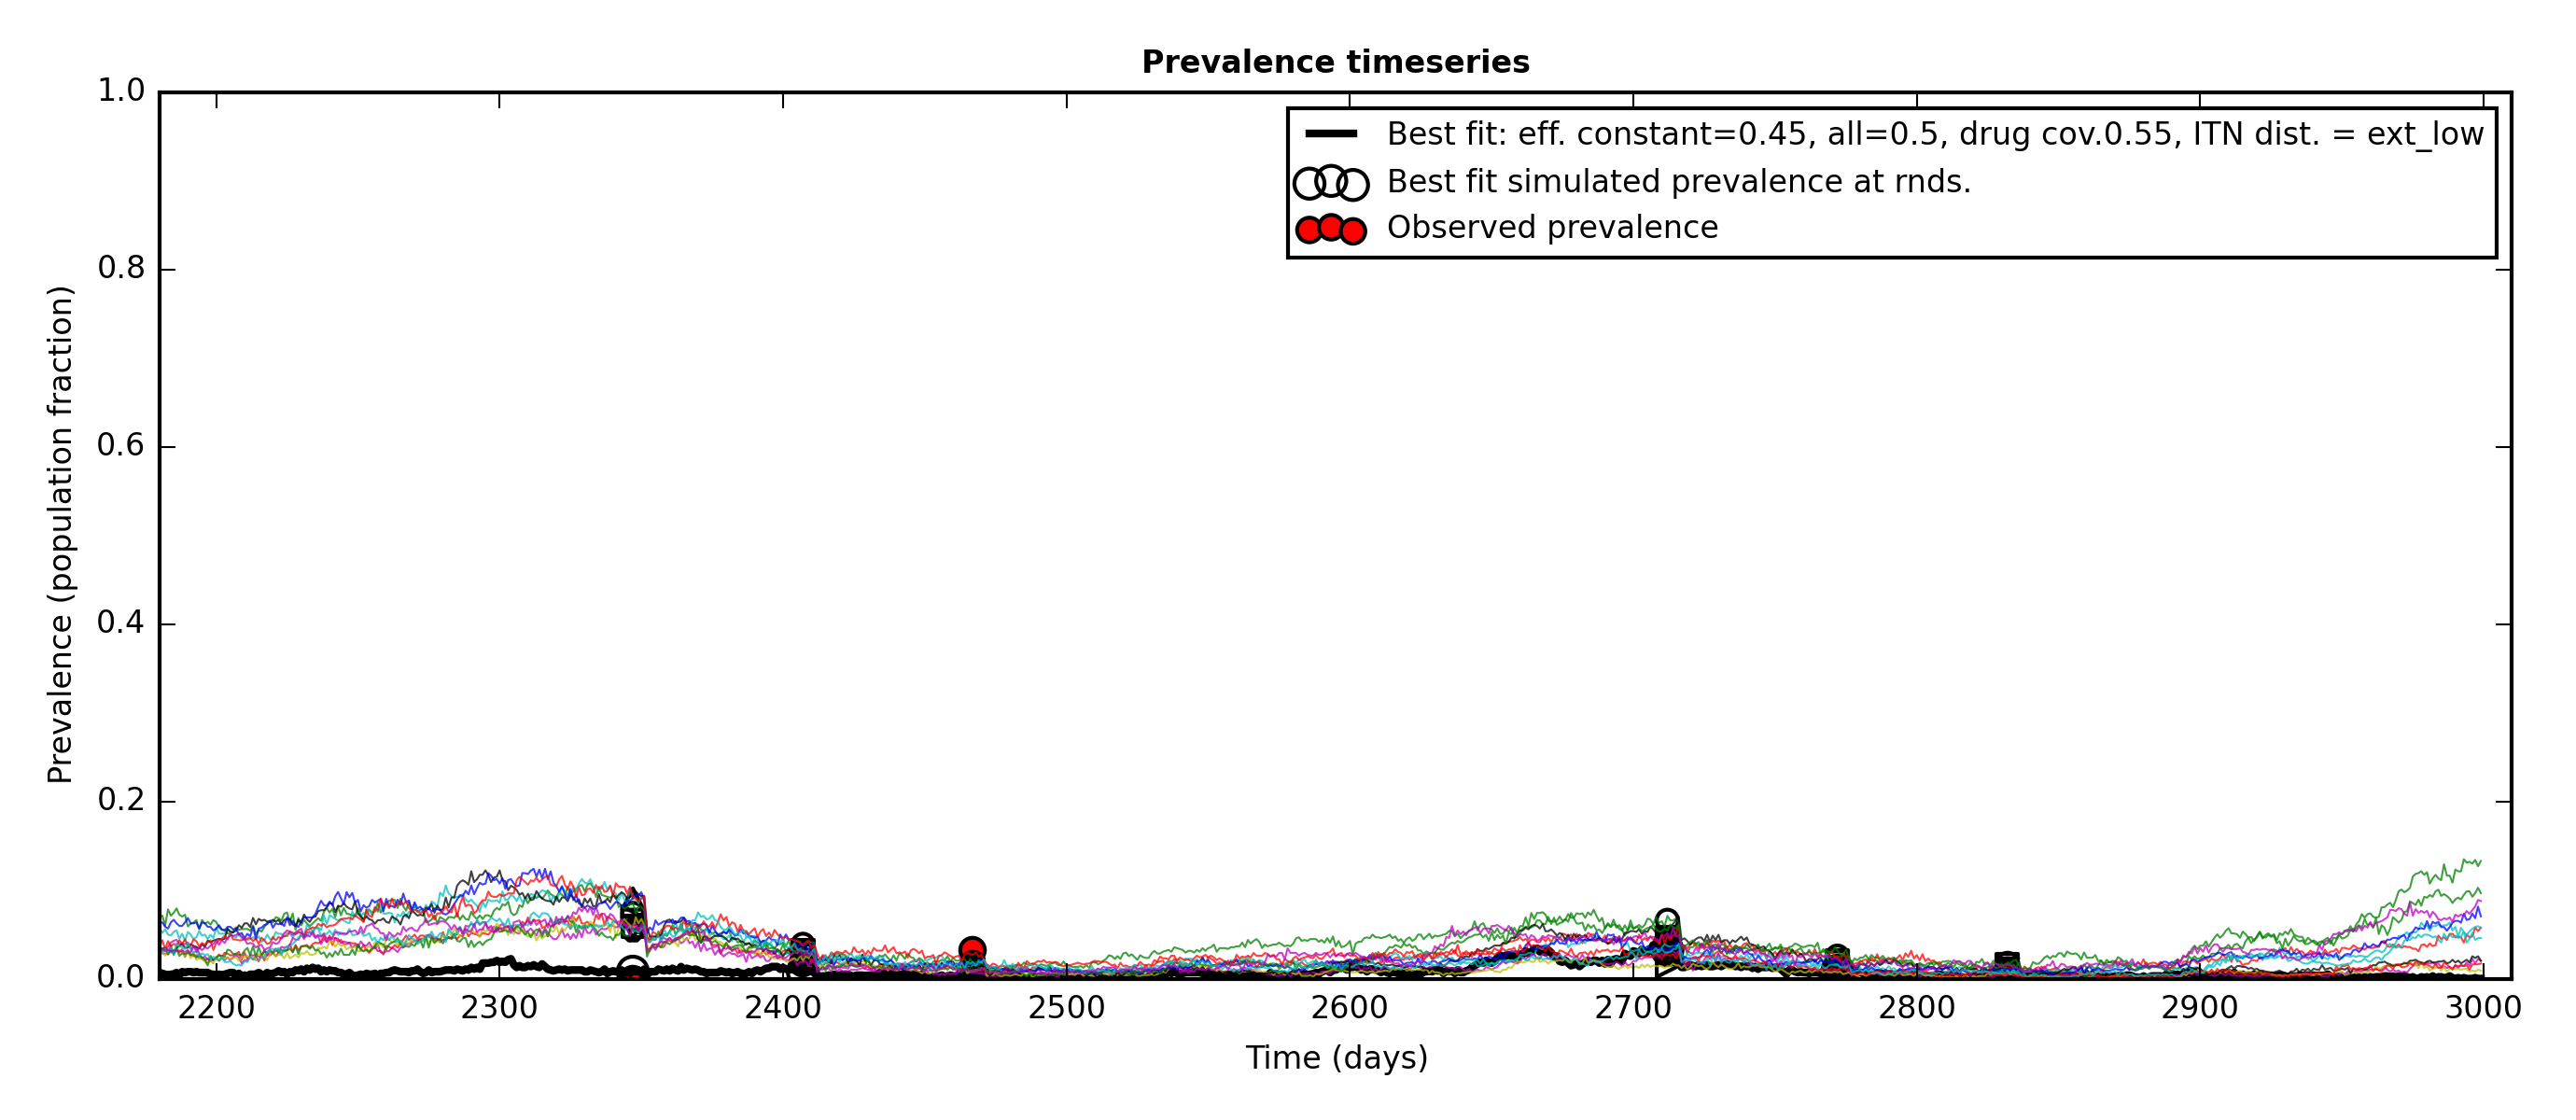 Prevalence timeseries
1.0
0.8
0.6
0.4
0.2
0.0
Prevalence (population fraction)
Best fit: eff. constant=0.45, all=0.5, drug cov.0.55, ITN dist. = ext_low
Best fit simulated prevalence at rnds.
Observed prevalence
2200 2300 2400 2500 2600 2700 2800 2900 3000
Time (days)